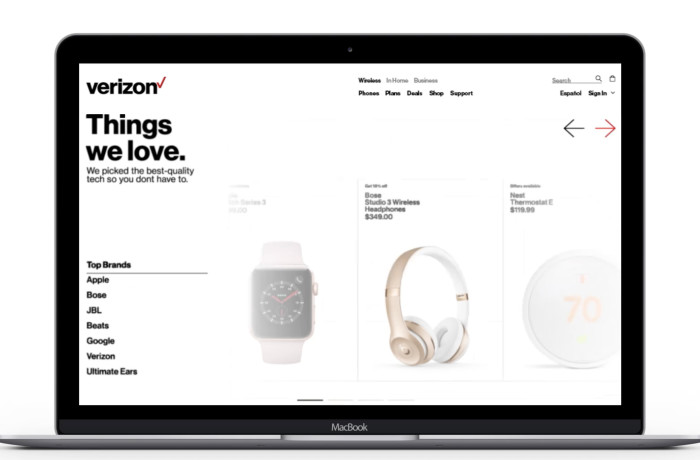 verizon
Wireless In Home Business
Search
Phones Plans Deals Shop Support
Español Sign In
Things
we love.
We picked the best-quality
tech so you dont have to.
Series 3
Get 10% off
Bose
Studio 3 Wireless
Headphones
$349.00
Offers available
Nest
Thermostat E
$119.99
Top Brands
Apple
Bose
JBL
Beats
Google
Verizon
Ultimate Ears
70
MacBook